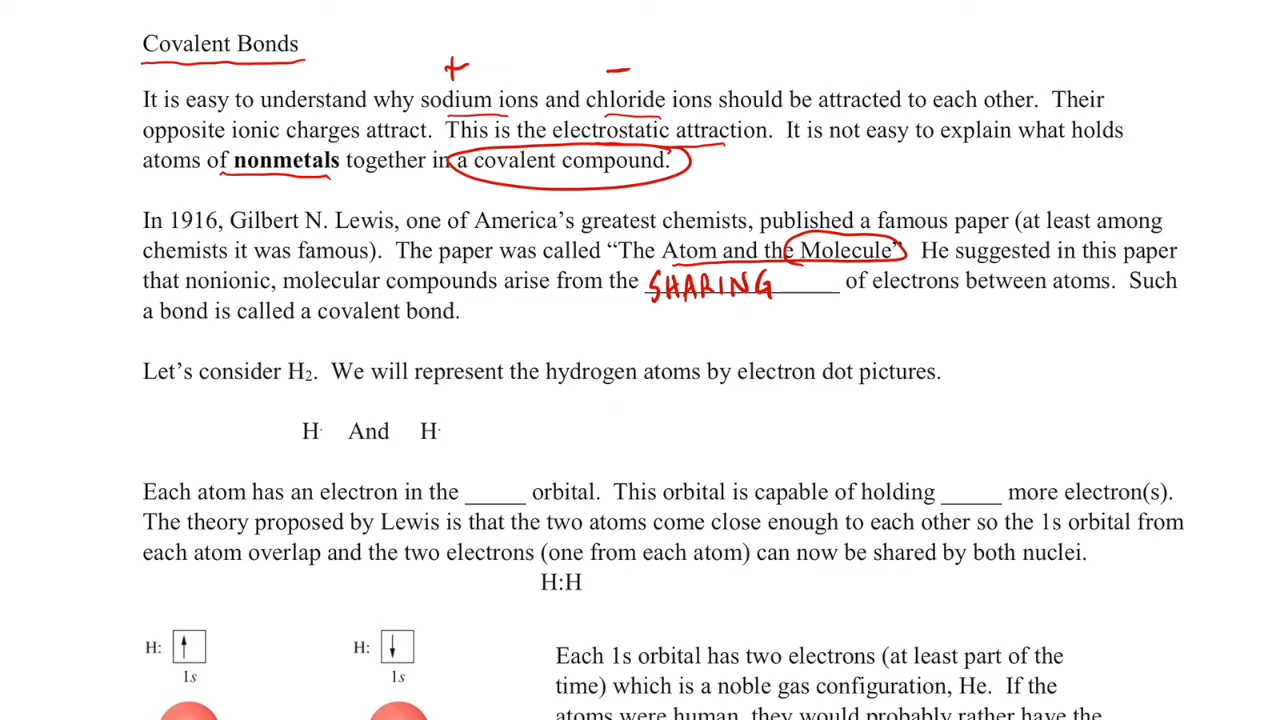 Covalent Bonds
+ −
It is easy to understand why sodium ions and chloride ions should be attracted to each other. Their
opposite ionic charges attract. This is the electrostatic attraction. It is not easy to explain what holds
atoms of nonmetals together in a covalent compound.
In 1916, Gilbert N. Lewis, one of America’s greatest chemists, published a famous paper (at least among
chemists it was famous). The paper was called “The Atom and the Molecule” He suggested in this paper
that nonionic, molecular compounds arise from the SHARING of electrons between atoms. Such
a bond is called a covalent bond.
Let’s consider H₂. We will represent the hydrogen atoms by electron dot pictures.
H· And H·
Each atom has an electron in the _____ orbital. This orbital is capable of holding _____ more electron(s).
The theory proposed by Lewis is that the two atoms come close enough to each other so the 1s orbital from
each atom overlap and the two electrons (one from each atom) can now be shared by both nuclei.
H:H
H: ↑ H: ↓
1s 1s
Each 1s orbital has two electrons (at least part of the
time) which is a noble gas configuration, He. If the
atoms were human, they would probably rather have the